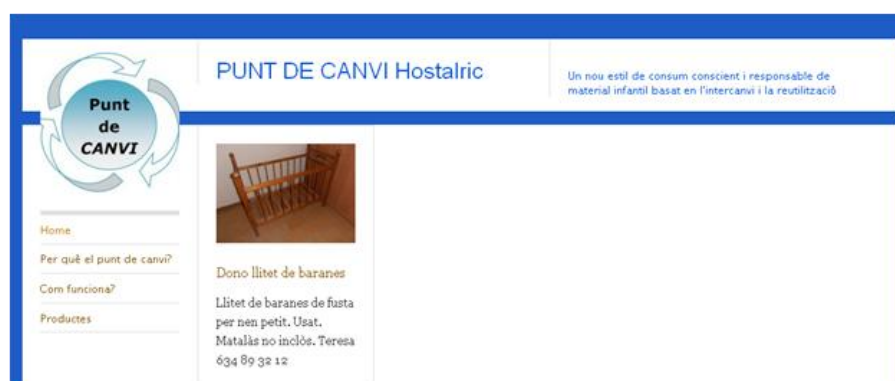 Punt
de
CANVI
PUNT DE CANVI Hostalric
Un nou estil de consum conscient i responsable de
material infantil basat en l'intercanvi i la reutilització
Home
Per què el punt de canvi?
Com funciona?
Productes
Dono llitet de baranes
Llitet de baranes de fusta
per nen petit. Usat.
Matalàs no inclòs. Teresa
634 89 32 12